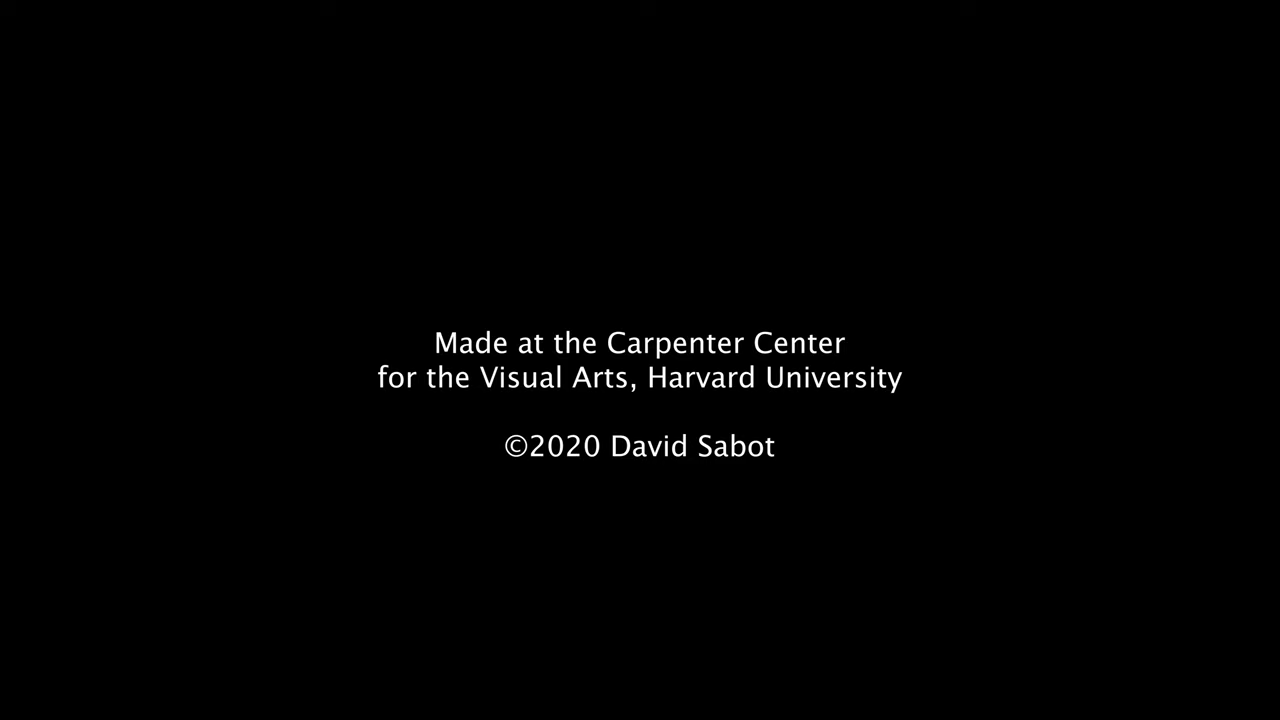 Made at the Carpenter Center
for the Visual Arts, Harvard University
©2020 David Sabot